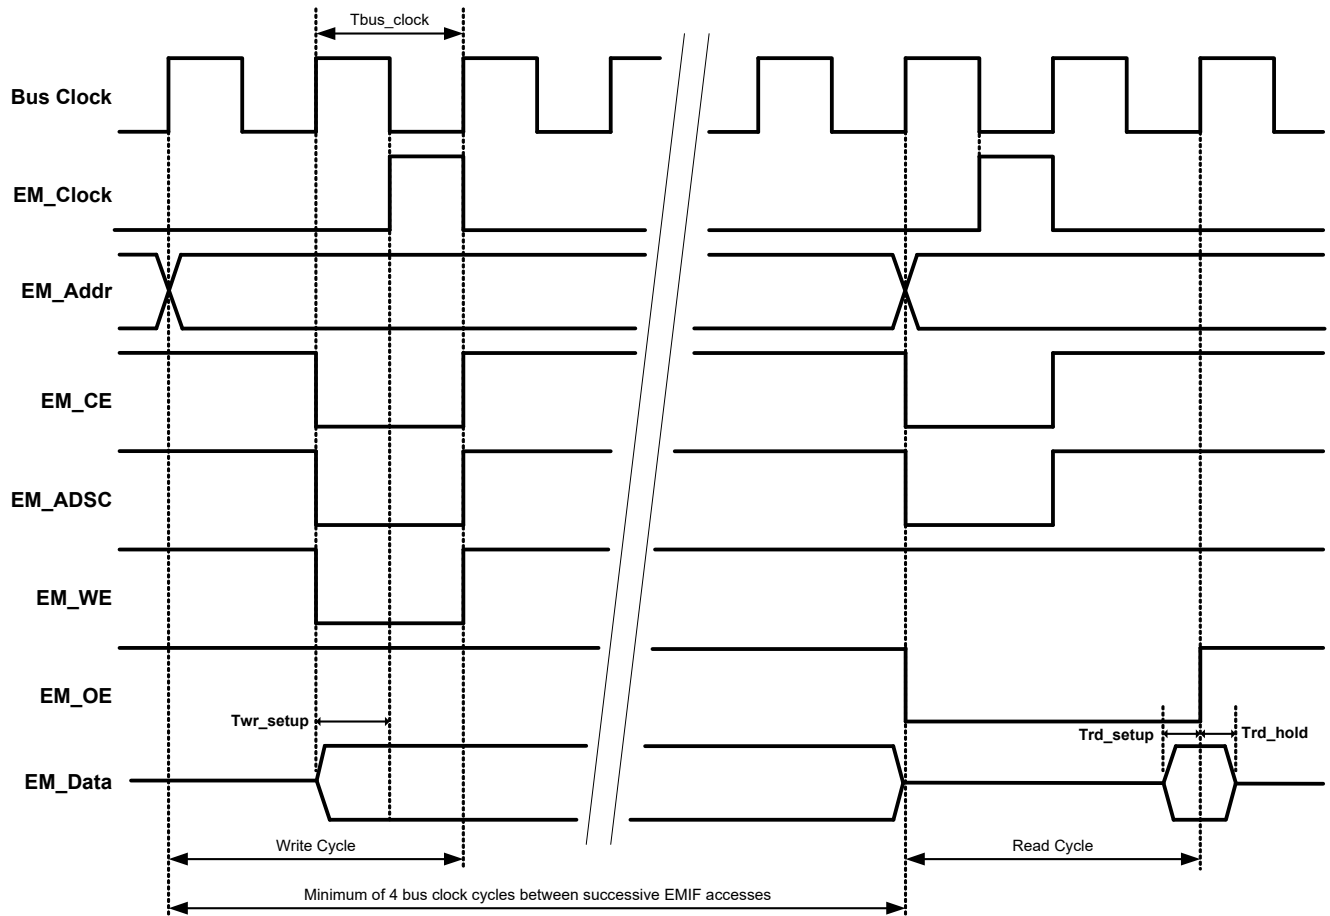 Tbus_clock
Bus Clock
EM_Clock
EM_Addr
EM_CE
EM_ADSC
EM_WE
EM_OE
Twr_setup
Trd_setup
Trd_hold
EM_Data
Write Cycle
Read Cycle
Minimum of 4 bus clock cycles between successive EMIF accesses